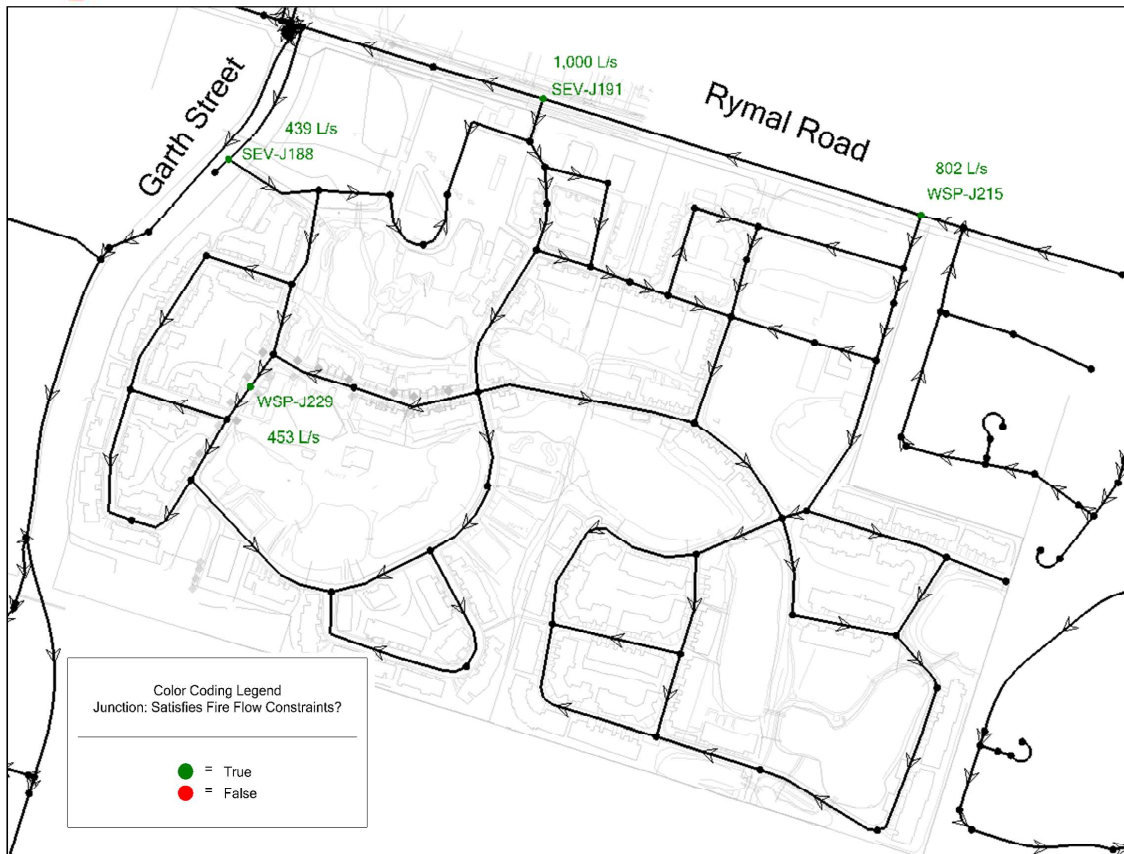 1,000 L/s
SEV-J191
Rymal Road
Garth Street
439 L/s
SEV-J188
802 L/s
WSP-J215
WSP-J229
453 L/s
Color Coding Legend
Junction: Satisfies Fire Flow Constraints?
= True
= False